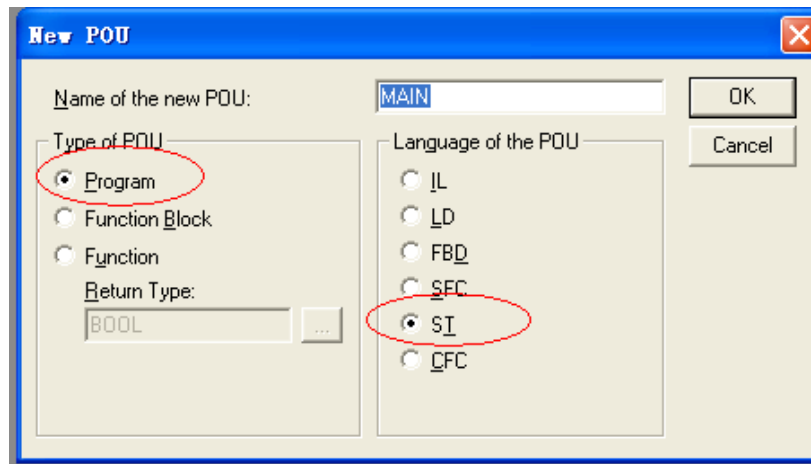 New POU
Name of the new POU:
MAIN
OK
Cancel
Type of POU
Program
Function Block
Function
Return Type:
BOOL
...
Language of the POU
IL
LD
FBD
SFC
ST
CFC